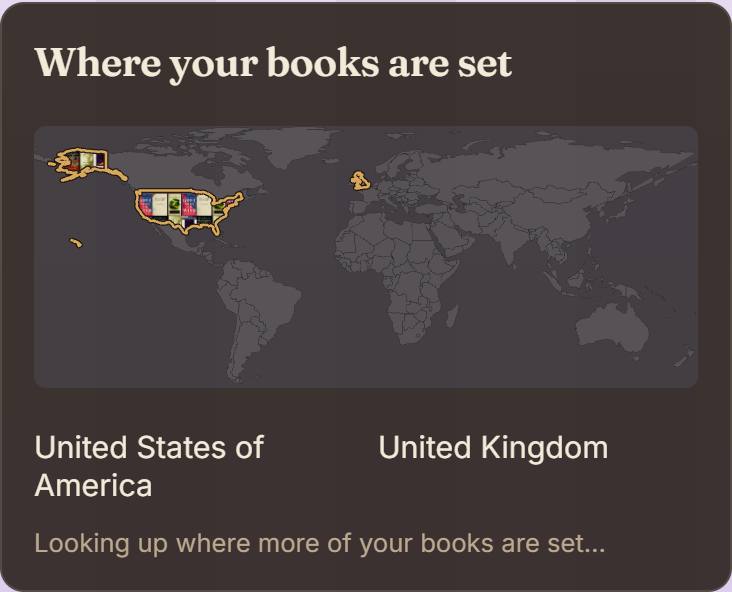 Where your books are set
United States of
America
United Kingdom
Looking up where more of your books are set...